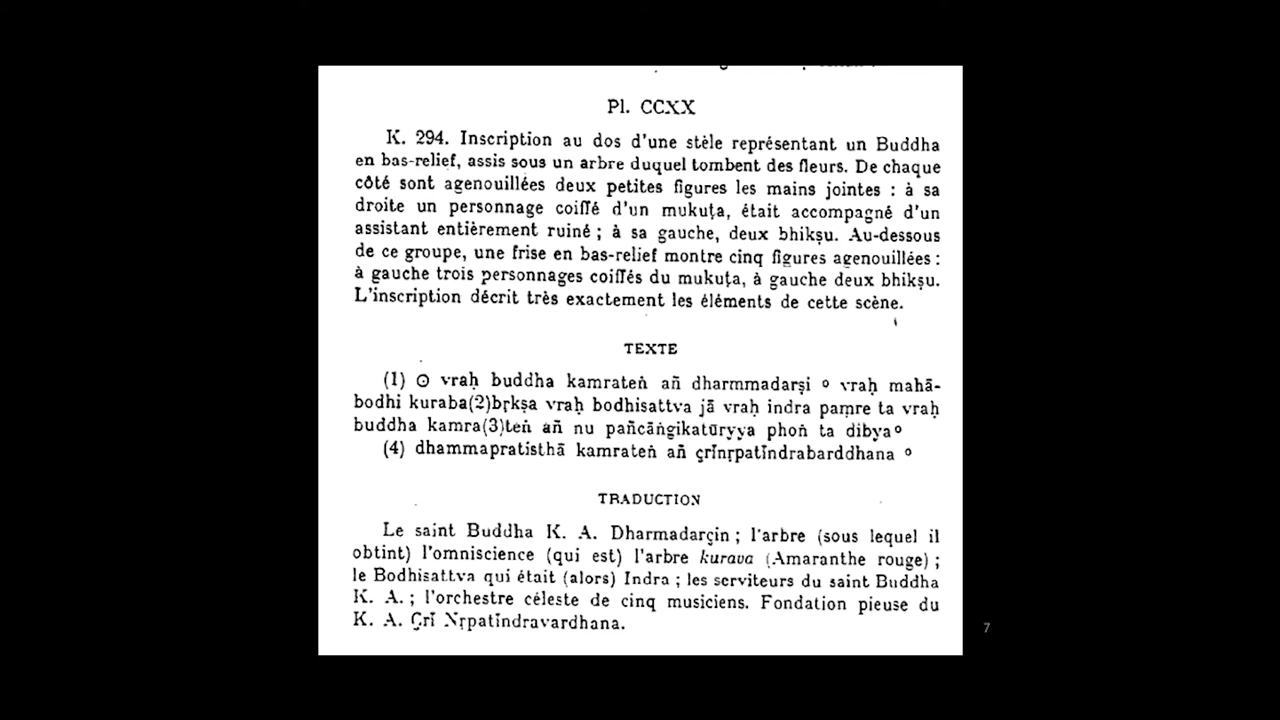 Pl. CCXX
K. 294. Inscription au dos d'une stèle représentant un Buddha
en bas-relief, assis sous un arbre duquel tombent des fleurs. De chaque
côté sont agenouillées deux petites figures les mains jointes : à sa
droite un personnage coiffé d'un mukuṭa, était accompagné d'un
assistant entièrement ruiné ; à sa gauche, deux bhikṣu. Au-dessous
de ce groupe, une frise en bas-relief montre cinq figures agenouillées :
à gauche trois personnages coiffés du mukuṭa, à gauche deux bhikṣu.
L'inscription décrit très exactement les éléments de cette scène.
TEXTE
(1) ⊙ vraḥ buddha kamrateṅ añ dharmmadarṣi ° vraḥ mahā-
bodhi kuraba(2)bṛkṣa vraḥ bodhisattva jā vraḥ indra paṃre ta vraḥ
buddha kamra(3)teṅ añ nu pañcāṅgikatūryya phoṅ ta dibya°
(4) dhammapratisthā kamrateṅ añ çrīnṛpatīndrabarddhana °
TRADUCTION
Le saint Buddha K. A. Dharmadarçin ; l'arbre (sous lequel il
obtint) l'omniscience (qui est) l'arbre kurava (Amaranthe rouge) ;
le Bodhisattva qui était (alors) Indra ; les serviteurs du saint Buddha
K. A. ; l'orchestre céleste de cinq musiciens. Fondation pieuse du
K. A. Çrī Nṛpatīndravardhana.
7